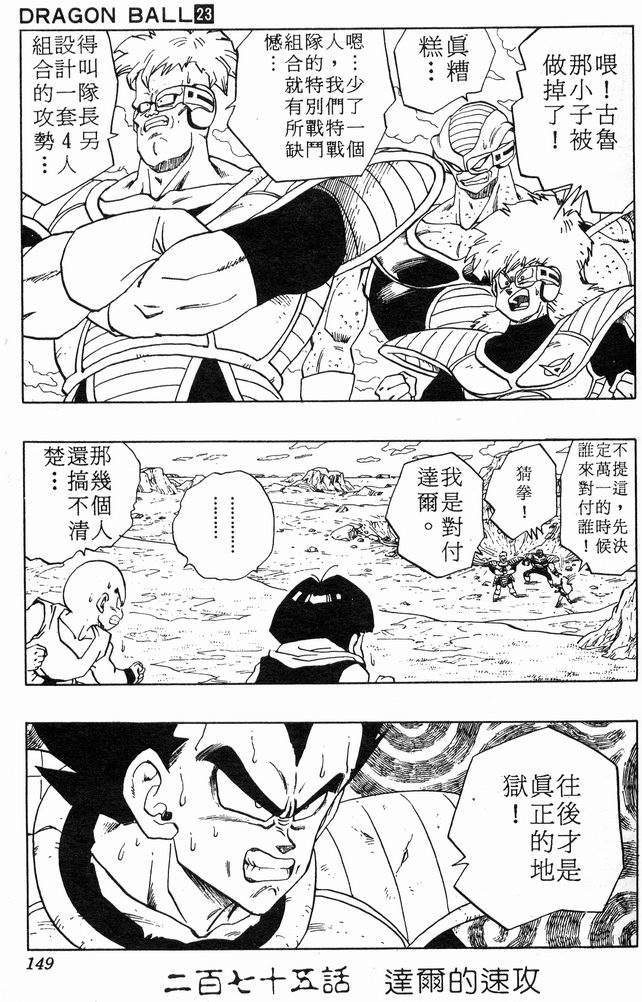 DRAGON BALL 23
喂！古魯
那小子被
做掉了！
眞糟
糕…
嗯…少了一個
人，我們特戰
隊的特別戰鬥
組合就有所缺
憾…
得叫隊長另
設計一套4人
組合的攻勢…
不提這，先決
定萬一的時候
誰來對付誰！
猜拳！
我是對付
達爾。
………
那幾個人
還搞不清
楚…
往後才是
眞正的地
獄！
149
二百七十五話　達爾的速攻